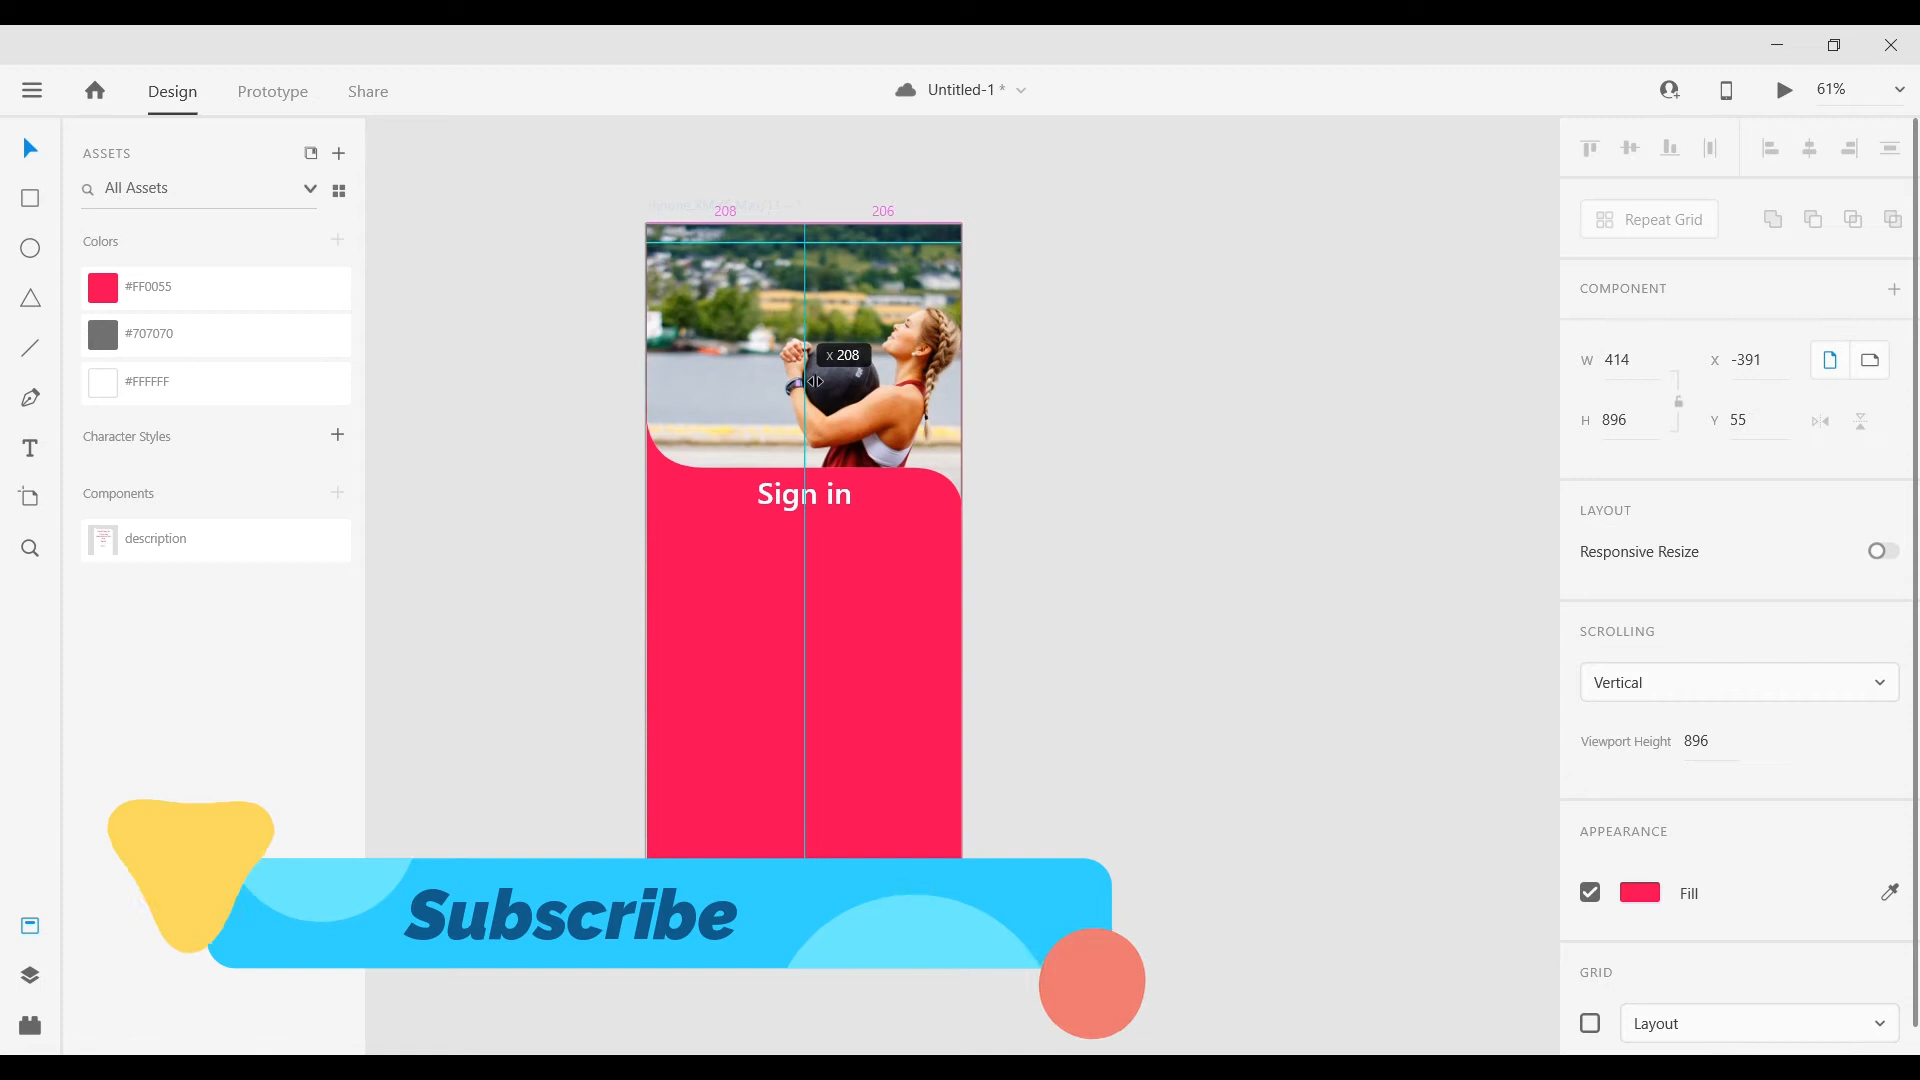 Design
Prototype
Share
Untitled-1 *
61%
ASSETS
All Assets
Colors
#FF0055
#707070
#FFFFFF
Character Styles
Components
description
208
206
x 208
Sign in
Subscribe
Repeat Grid
COMPONENT
W 414
X -391
H 896
Y 55
LAYOUT
Responsive Resize
SCROLLING
Vertical
Viewport Height 896
APPEARANCE
Fill
GRID
Layout